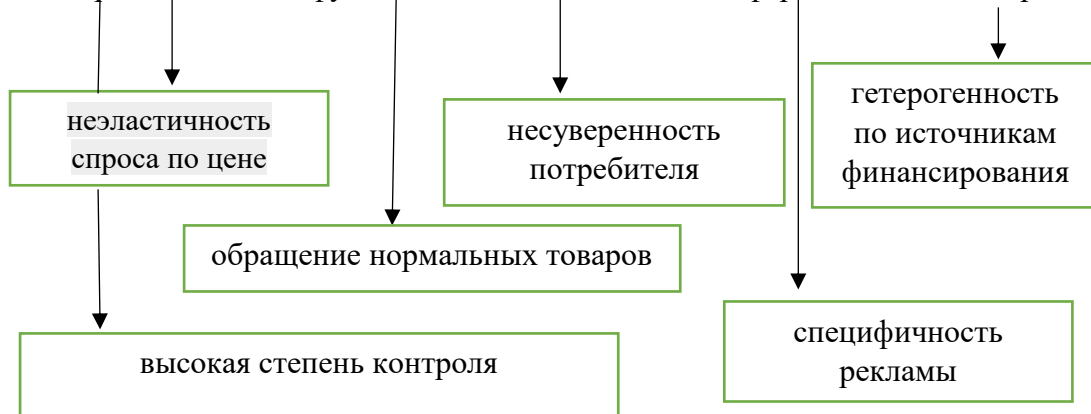 неэластичность
спроса по цене
несуверенность
потребителя
гетерогенность
по источникам
финансирования
обращение нормальных товаров
высокая степень контроля
специфичность
рекламы